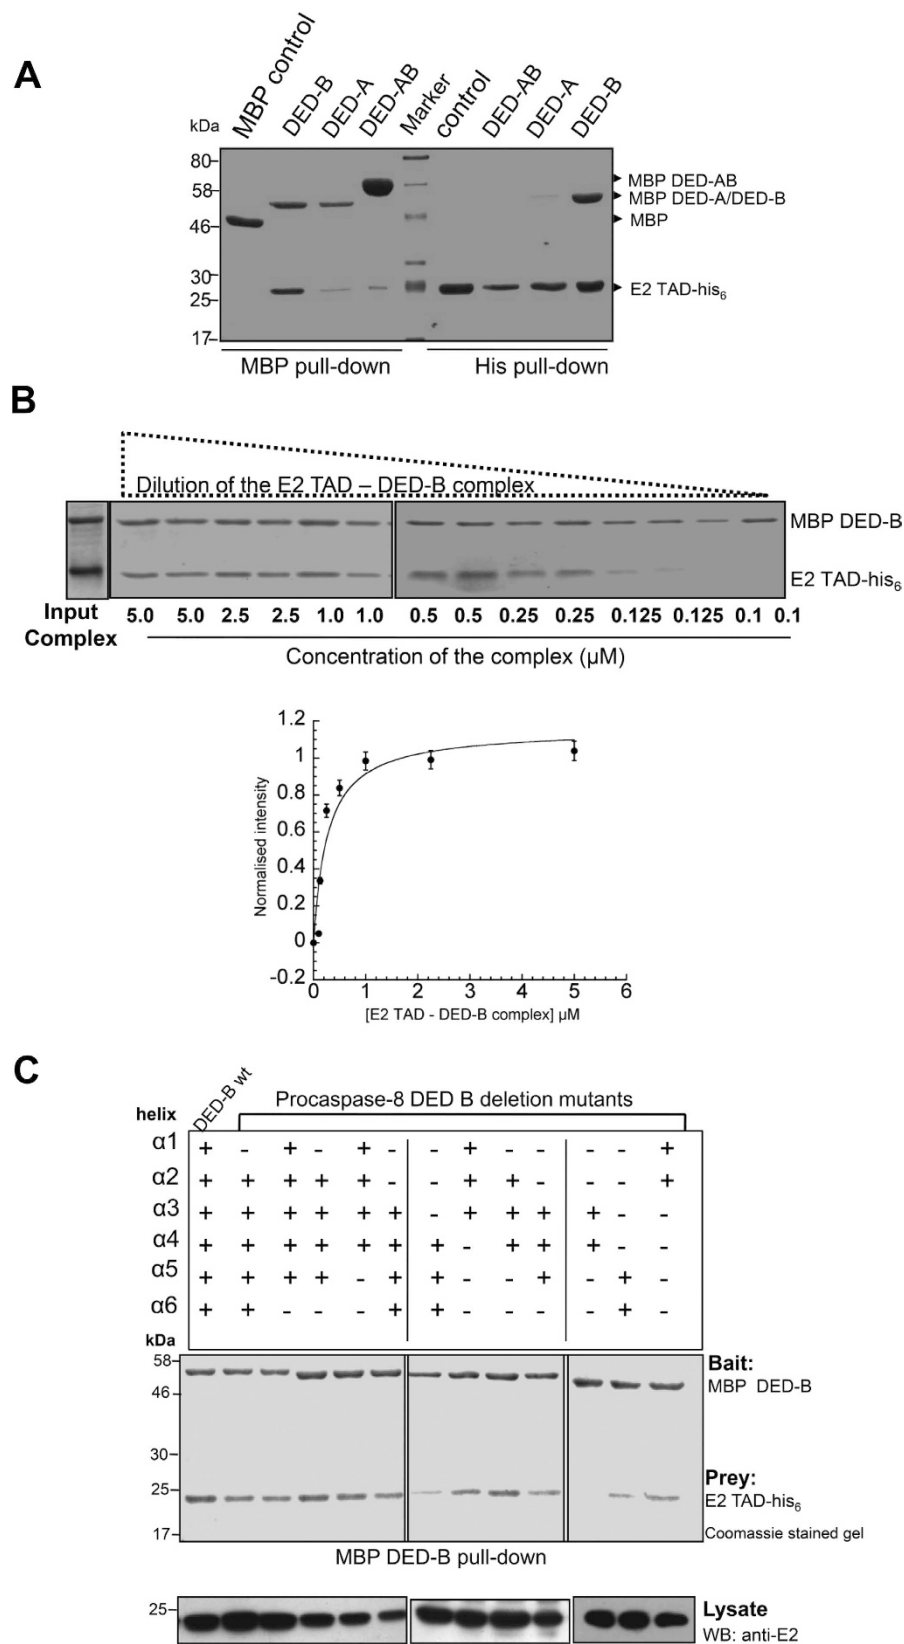 A
kDa
MBP control
DED-B
DED-A
DED-AB
Marker
control
DED-AB
DED-A
DED-B
80
58
46
30
25
17
MBP DED-AB
MBP DED-A/DED-B
MBP
E2 TAD-his₆
MBP pull-down
His pull-down
B
Dilution of the E2 TAD – DED-B complex
MBP DED-B
E2 TAD-his₆
Input Complex
5.0 5.0 2.5 2.5 1.0 1.0 0.5 0.5 0.25 0.25 0.125 0.125 0.1 0.1
Concentration of the complex (µM)
Normalised intensity
1.2
1
0.8
0.6
0.4
0.2
0
-0.2
0 1 2 3 4 5 6
[E2 TAD - DED-B complex] µM
C
DED-B wt
Procaspase-8 DED B deletion mutants
helix
α1 + - + - + - - + - - - - +
α2 + + + + + - - + + - - - +
α3 + + + + + + - + + + + - -
α4 + + + + + + + - + + + - -
α5 + + + + - + + - - + - + -
α6 + + - - - + + - - - - + -
kDa
58
46
30
25
17
Bait:
MBP DED-B
Prey:
E2 TAD-his₆
Coomassie stained gel
MBP DED-B pull-down
25
Lysate
WB: anti-E2